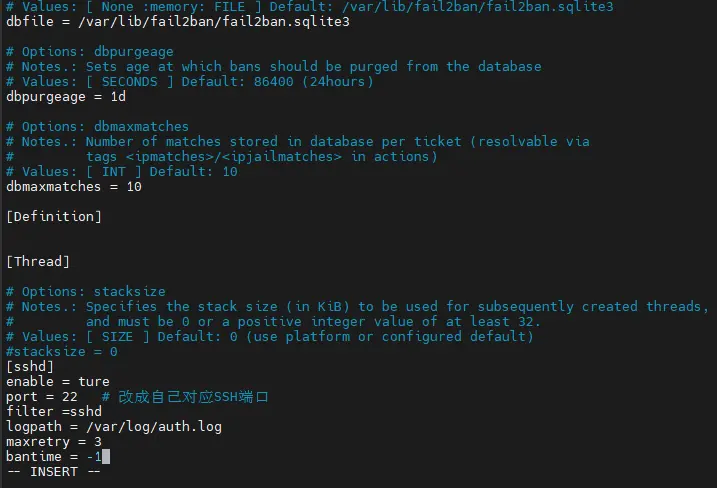 # Values: [ None :memory: FILE ] Default: /var/lib/fail2ban/fail2ban.sqlite3
dbfile = /var/lib/fail2ban/fail2ban.sqlite3
# Options: dbpurgeage
# Notes.: Sets age at which bans should be purged from the database
# Values: [ SECONDS ] Default: 86400 (24hours)
dbpurgeage = 1d
# Options: dbmaxmatches
# Notes.: Number of matches stored in database per ticket (resolvable via
#         tags <ipmatches>/<ipjailmatches> in actions)
# Values: [ INT ] Default: 10
dbmaxmatches = 10
[Definition]
[Thread]
# Options: stacksize
# Notes.: Specifies the stack size (in KiB) to be used for subsequently created threads,
#         and must be 0 or a positive integer value of at least 32.
# Values: [ SIZE ] Default: 0 (use platform or configured default)
#stacksize = 0
[sshd]
enable = ture
port = 22   # 改成自己对应SSH端口
filter =sshd
logpath = /var/log/auth.log
maxretry = 3
bantime = -1
-- INSERT --